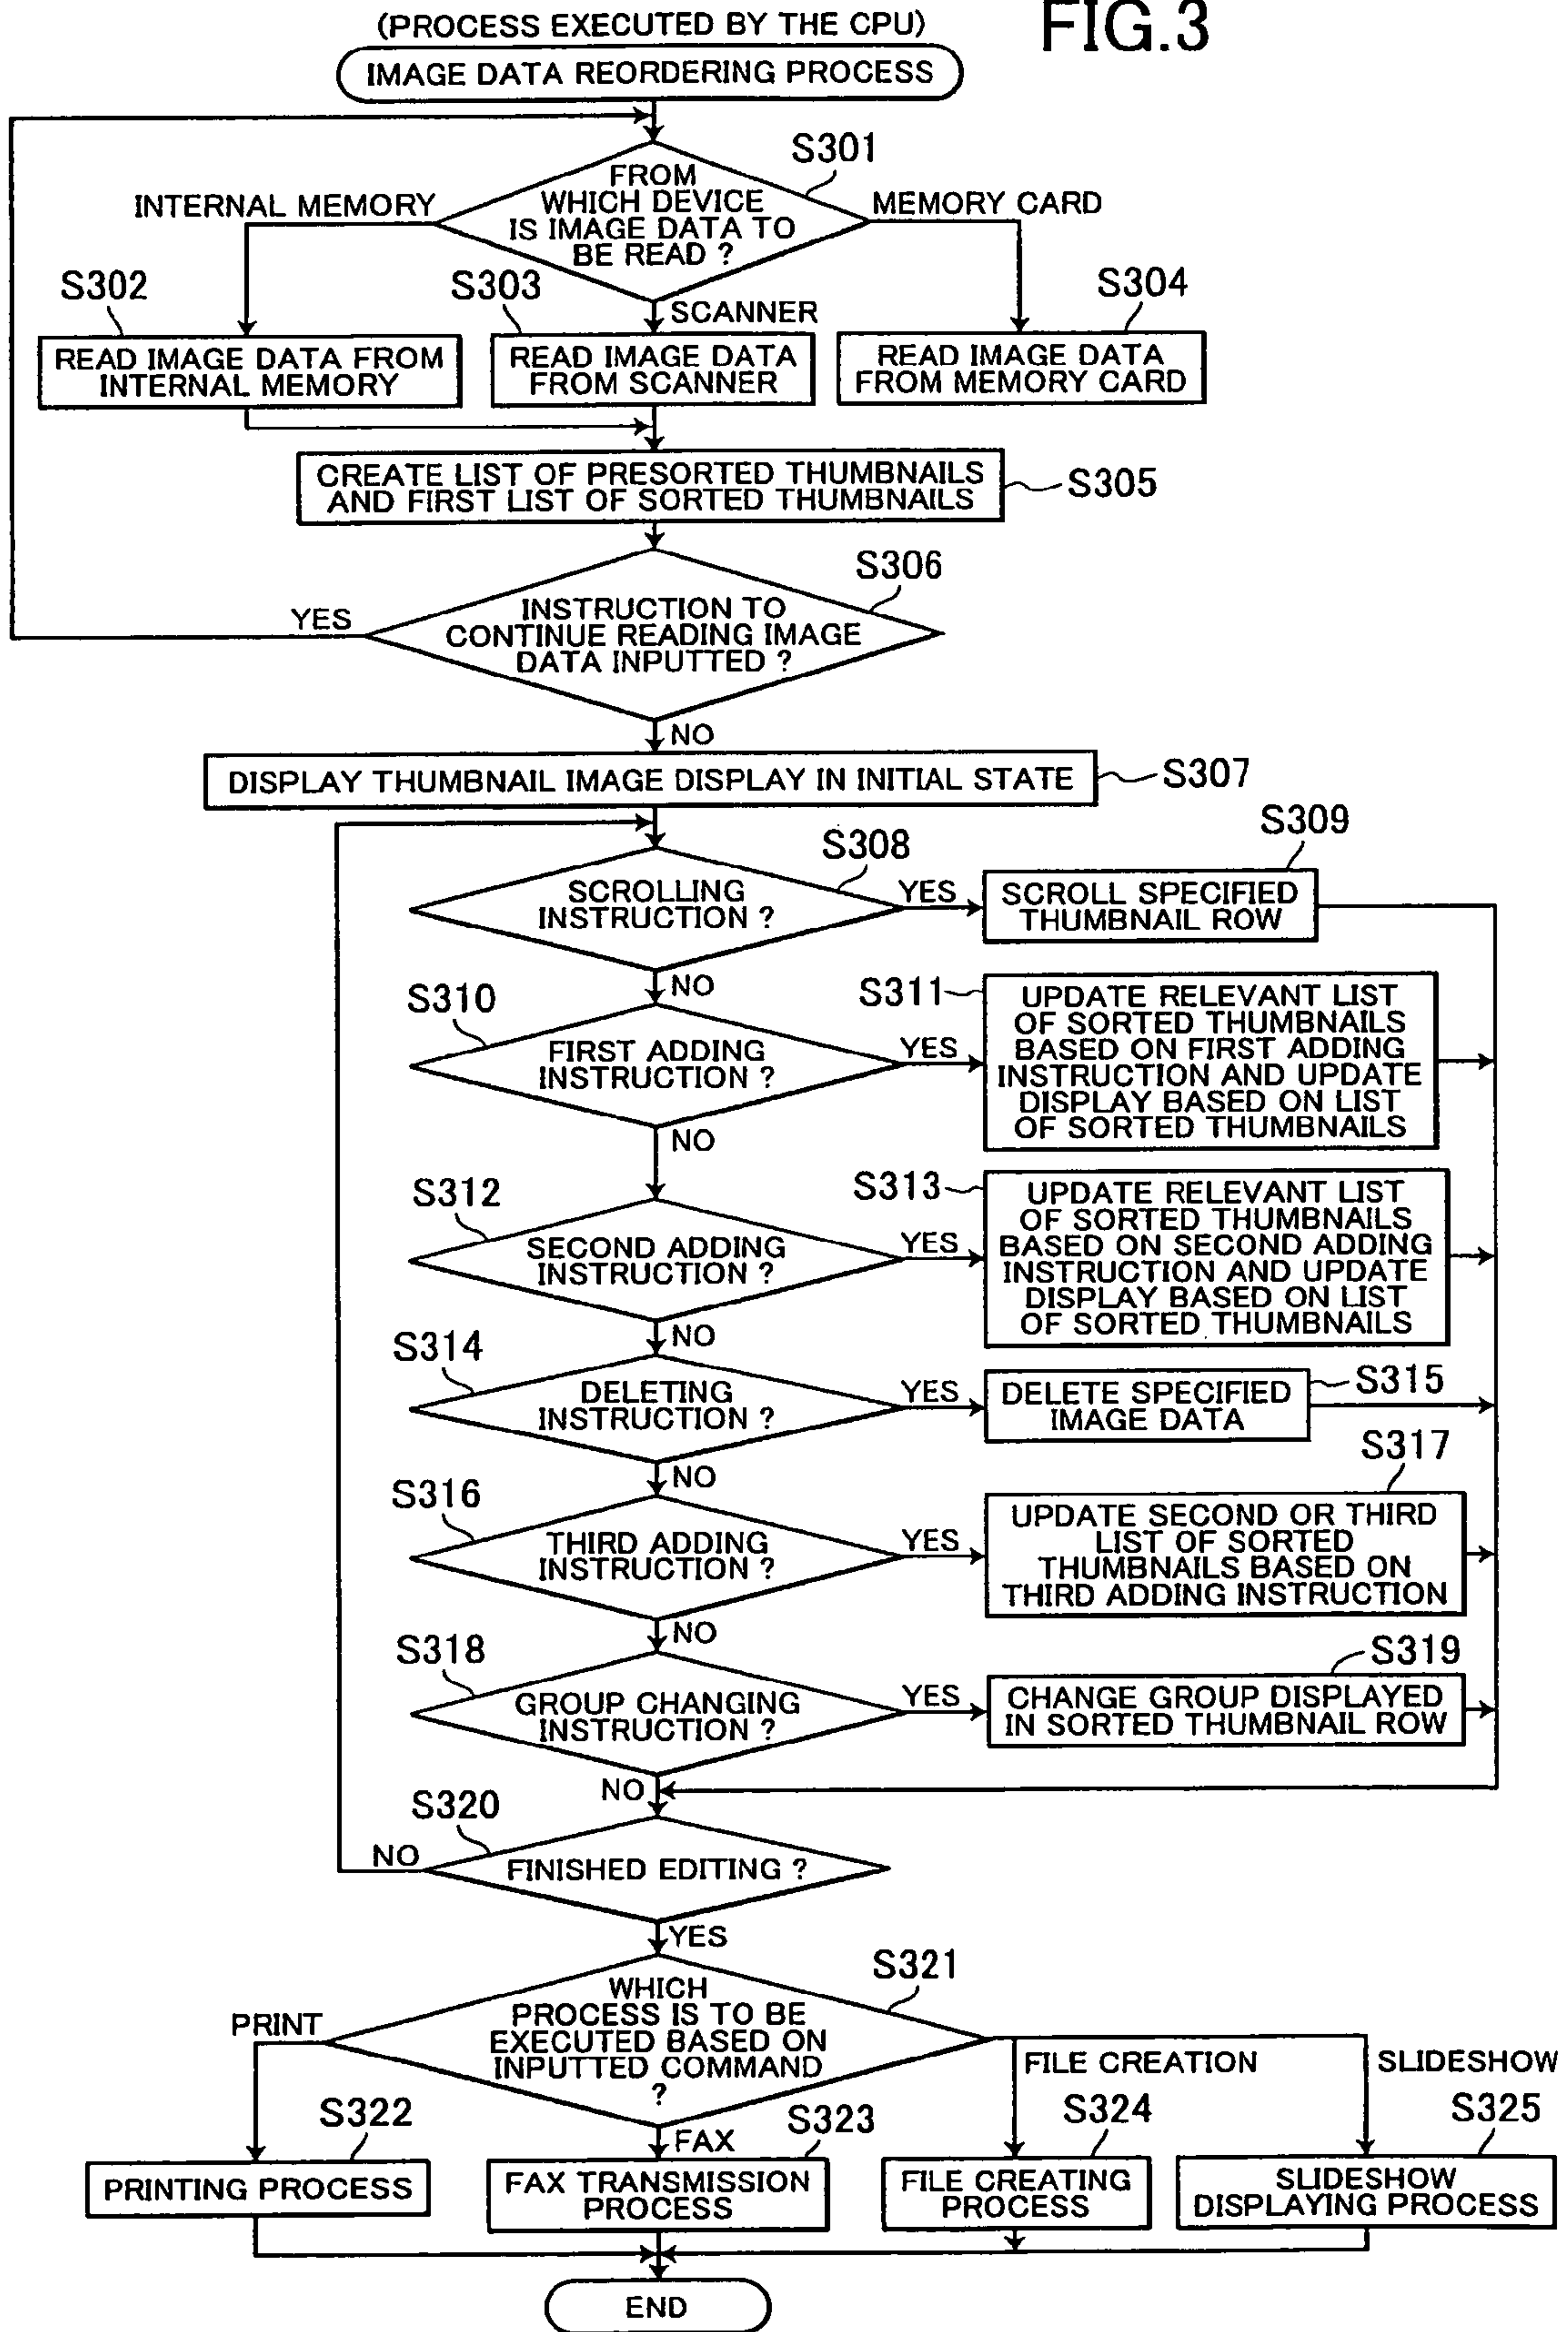 FIG.3
(PROCESS EXECUTED BY THE CPU)
IMAGE DATA REORDERING PROCESS
S301
FROM
WHICH DEVICE
IS IMAGE DATA TO
BE READ ?
INTERNAL MEMORY
MEMORY CARD
SCANNER
S302
READ IMAGE DATA FROM
INTERNAL MEMORY
S303
READ IMAGE DATA
FROM SCANNER
S304
READ IMAGE DATA
FROM MEMORY CARD
CREATE LIST OF PRESORTED THUMBNAILS
AND FIRST LIST OF SORTED THUMBNAILS
S305
S306
INSTRUCTION TO
CONTINUE READING IMAGE
DATA INPUTTED ?
YES
NO
DISPLAY THUMBNAIL IMAGE DISPLAY IN INITIAL STATE
S307
S308
SCROLLING
INSTRUCTION ?
YES
S309
SCROLL SPECIFIED
THUMBNAIL ROW
NO
S310
FIRST ADDING
INSTRUCTION ?
YES
S311
UPDATE RELEVANT LIST
OF SORTED THUMBNAILS
BASED ON FIRST ADDING
INSTRUCTION AND UPDATE
DISPLAY BASED ON LIST
OF SORTED THUMBNAILS
NO
S312
SECOND ADDING
INSTRUCTION ?
YES
S313
UPDATE RELEVANT LIST
OF SORTED THUMBNAILS
BASED ON SECOND ADDING
INSTRUCTION AND UPDATE
DISPLAY BASED ON LIST
OF SORTED THUMBNAILS
NO
S314
DELETING
INSTRUCTION ?
YES
DELETE SPECIFIED
IMAGE DATA
S315
NO
S316
THIRD ADDING
INSTRUCTION ?
YES
S317
UPDATE SECOND OR THIRD
LIST OF SORTED
THUMBNAILS BASED ON
THIRD ADDING INSTRUCTION
NO
S318
GROUP CHANGING
INSTRUCTION ?
YES
S319
CHANGE GROUP DISPLAYED
IN SORTED THUMBNAIL ROW
NO
S320
FINISHED EDITING ?
NO
YES
S321
WHICH
PROCESS IS TO BE
EXECUTED BASED ON
INPUTTED COMMAND
?
PRINT
FAX
FILE CREATION
SLIDESHOW
S322
PRINTING PROCESS
S323
FAX TRANSMISSION
PROCESS
S324
FILE CREATING
PROCESS
S325
SLIDESHOW
DISPLAYING PROCESS
END